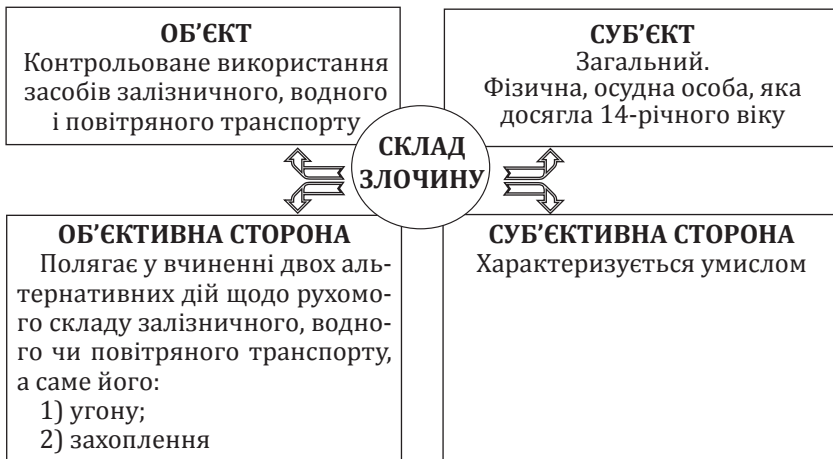 ОБ’ЄКТ
Контрольоване використання
засобів залізничного, водного
і повітряного транспорту
СУБ’ЄКТ
Загальний.
Фізична, осудна особа, яка
досягла 14-річного віку
СКЛАД
ЗЛОЧИНУ
ОБ’ЄКТИВНА СТОРОНА
Полягає у вчиненні двох аль-
тернативних дій щодо рухомо-
го складу залізничного, водно-
го чи повітряного транспорту,
а саме його:
1) угону;
2) захоплення
СУБ’ЄКТИВНА СТОРОНА
Характеризується умислом